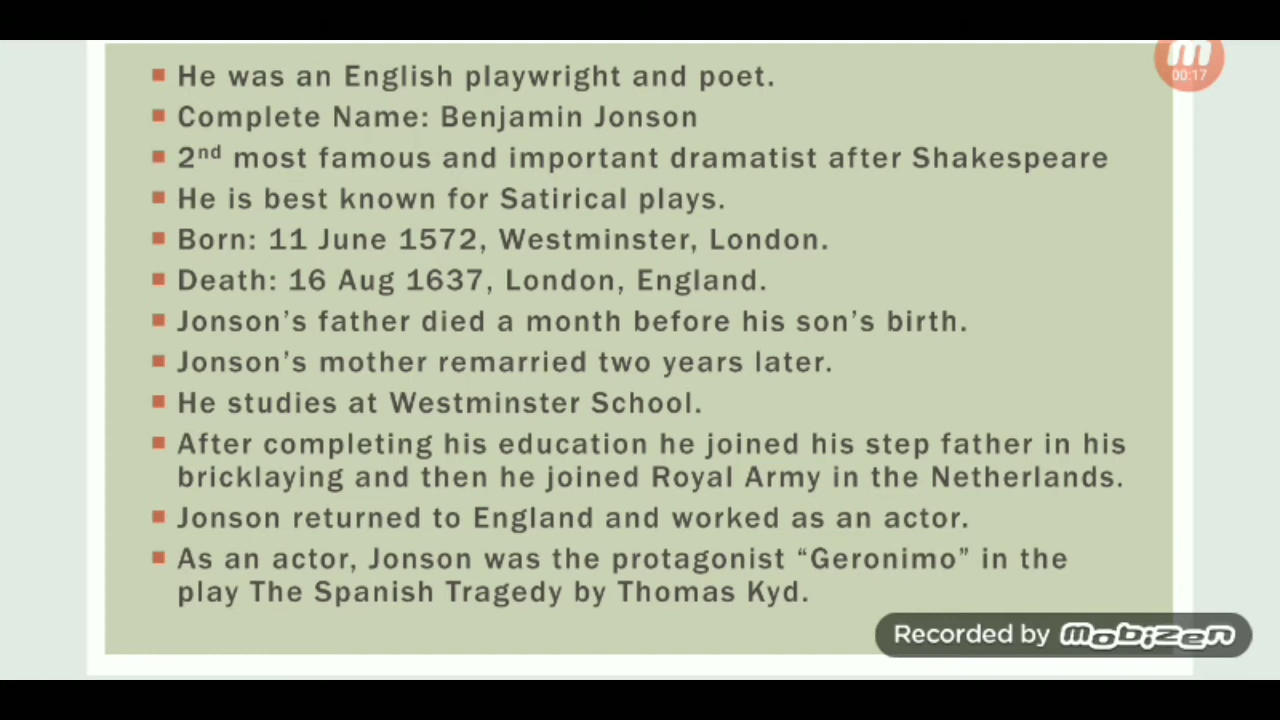 He was an English playwright and poet.
Complete Name: Benjamin Jonson
2nd most famous and important dramatist after Shakespeare
He is best known for Satirical plays.
Born: 11 June 1572, Westminster, London.
Death: 16 Aug 1637, London, England.
Jonson's father died a month before his son's birth.
Jonson's mother remarried two years later.
He studies at Westminster School.
After completing his education he joined his step father in his
bricklaying and then he joined Royal Army in the Netherlands.
Jonson returned to England and worked as an actor.
As an actor, Jonson was the protagonist “Geronimo” in the
play The Spanish Tragedy by Thomas Kyd.
00:17
Recorded by mobizen